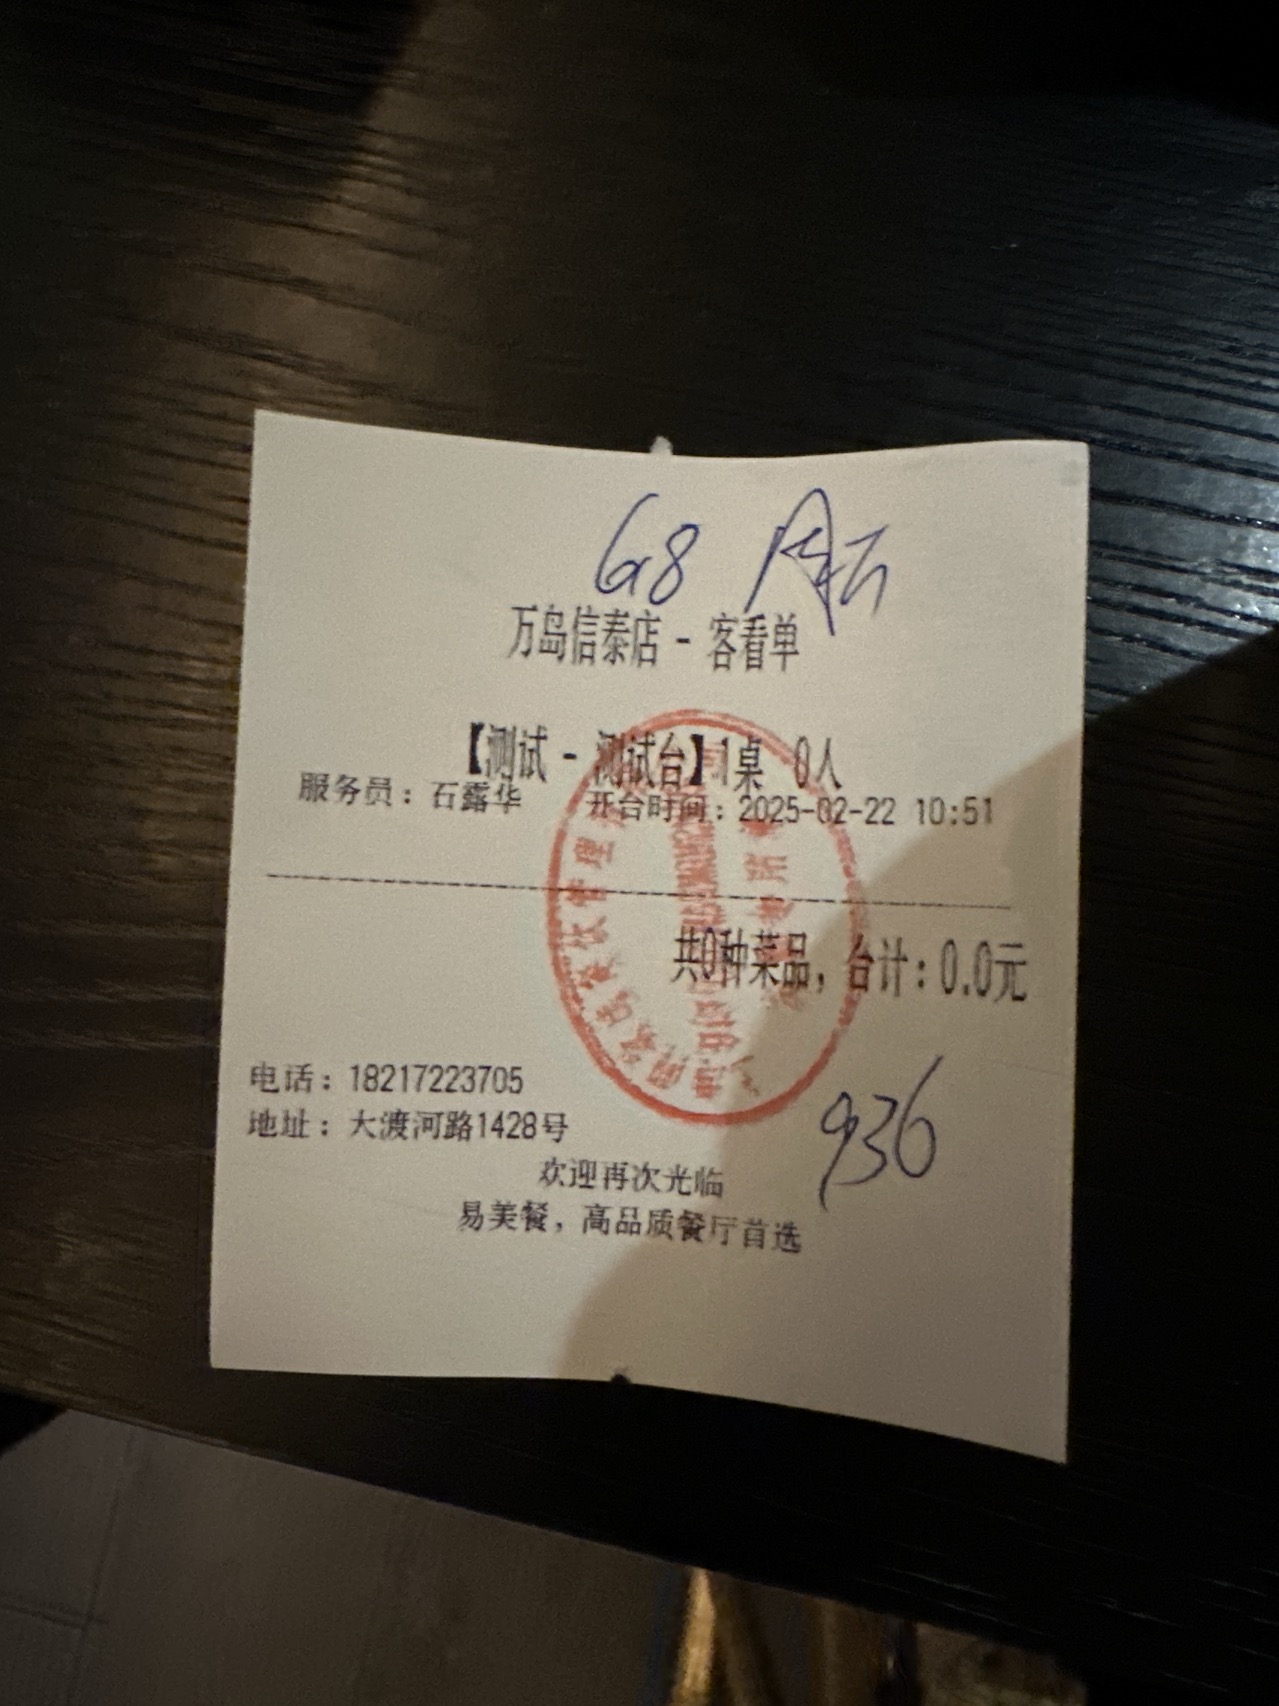 G8
万岛信泰店 - 客看单
【测试 - 测试台】1桌 0人
服务员：石露华 开台时间：2025-02-22 10:51
共0种菜品，台计：0.0元
936
电话：18217223705
地址：大渡河路1428号
欢迎再次光临
易美餐，高品质餐厅首选